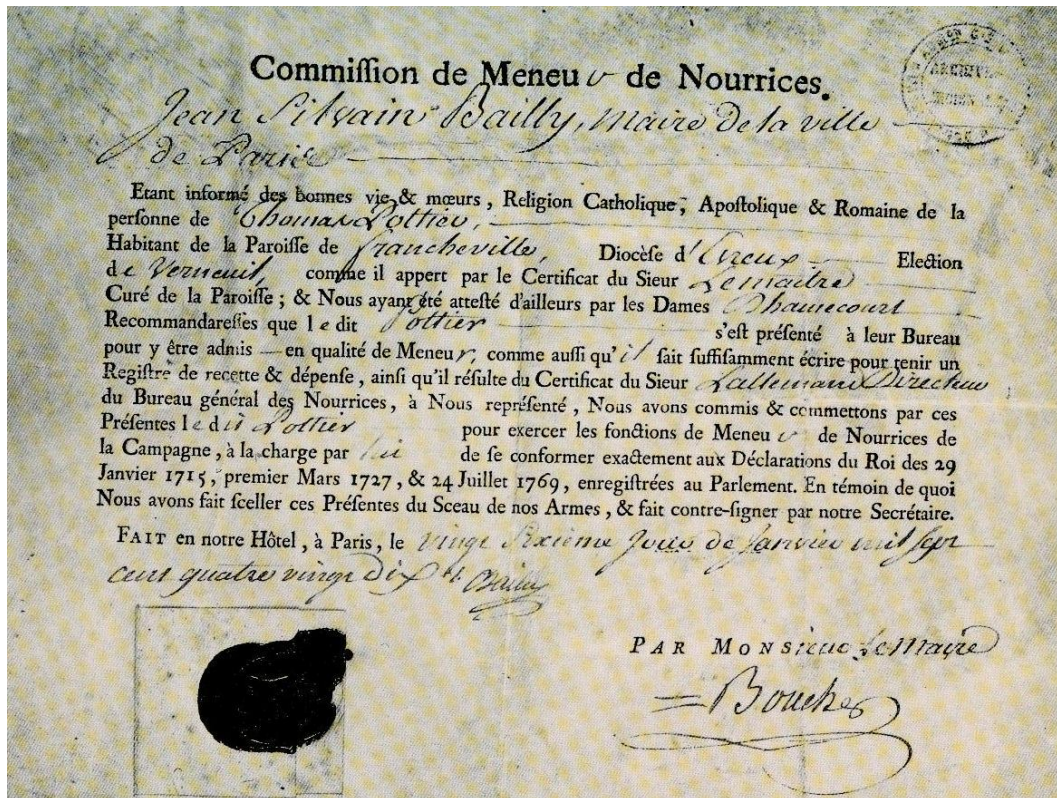 Commiſſion de Meneur de Nourrices.
Jean Silvain Bailly, Maire de la ville
de Paris
Etant informé des bonnes vie & mœurs, Religion Catholique, Apoſtolique & Romaine de la
perſonne de Thomas Pottier,
Habitant de la Paroiſſe de francheville, Diocèſe d'Evreux Election
de Verneuil, comme il appert par le Certificat du Sieur Lemaitre
Curé de la Paroiſſe ; & Nous ayant été atteſté d'ailleurs par les Dames
Recommandareſſes que ledit Pottier s'eſt préſenté à leur Bureau
pour y être admis en qualité de Meneur, comme auſſi qu'il ſait ſuffiſamment écrire pour tenir un
Regiſtre de recette & dépenſe, ainſi qu'il réſulte du Certificat du Sieur Lallemand Directeur
du Bureau général des Nourrices, à Nous repréſenté, Nous avons commis & commettons par ces
Préſentes ledit Pottier pour exercer les fonctions de Meneur de Nourrices de
la Campagne, à la charge par lui de ſe conformer exactement aux Déclarations du Roi des 29
Janvier 1715, premier Mars 1727, & 24 Juillet 1769, enregiſtrées au Parlement. En témoin de quoi
Nous avons fait ſceller ces Préſentes du Sceau de nos Armes, & fait contre-ſigner par notre Secrétaire.
FAIT en notre Hôtel, à Paris, le vingt Sixième Jour de Janvier mil sept
cent quatre vingt Dix Bailly
PAR MONSieur Le Maire
Boucher